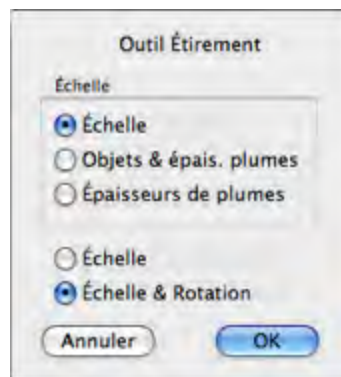 Outil Étirement
Échelle
Échelle
Objets & épais. plumes
Épaisseurs de plumes
Échelle
Échelle & Rotation
Annuler OK